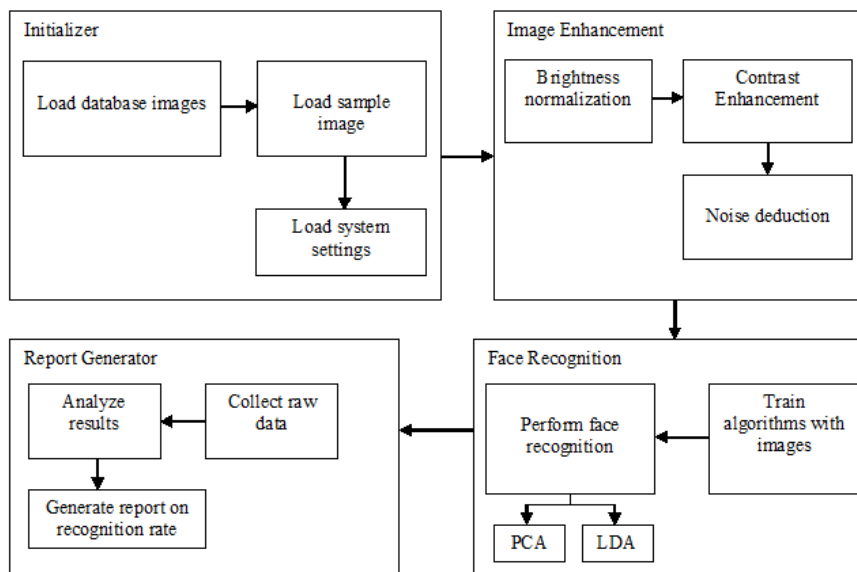 Initializer
Load database images
Load sample
image
Load system
settings
Image Enhancement
Brightness
normalization
Contrast
Enhancement
Noise deduction
Face Recognition
Train
algorithms with
images
Perform face
recognition
PCA
LDA
Report Generator
Collect raw
data
Analyze
results
Generate report on
recognition rate